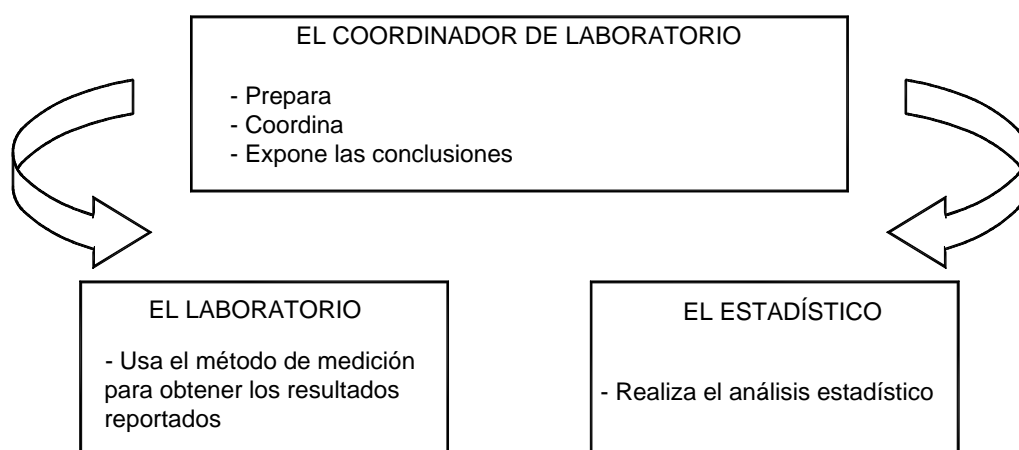 EL COORDINADOR DE LABORATORIO
- Prepara
- Coordina
- Expone las conclusiones
EL LABORATORIO
- Usa el método de medición
para obtener los resultados
reportados
EL ESTADÍSTICO
- Realiza el análisis estadístico